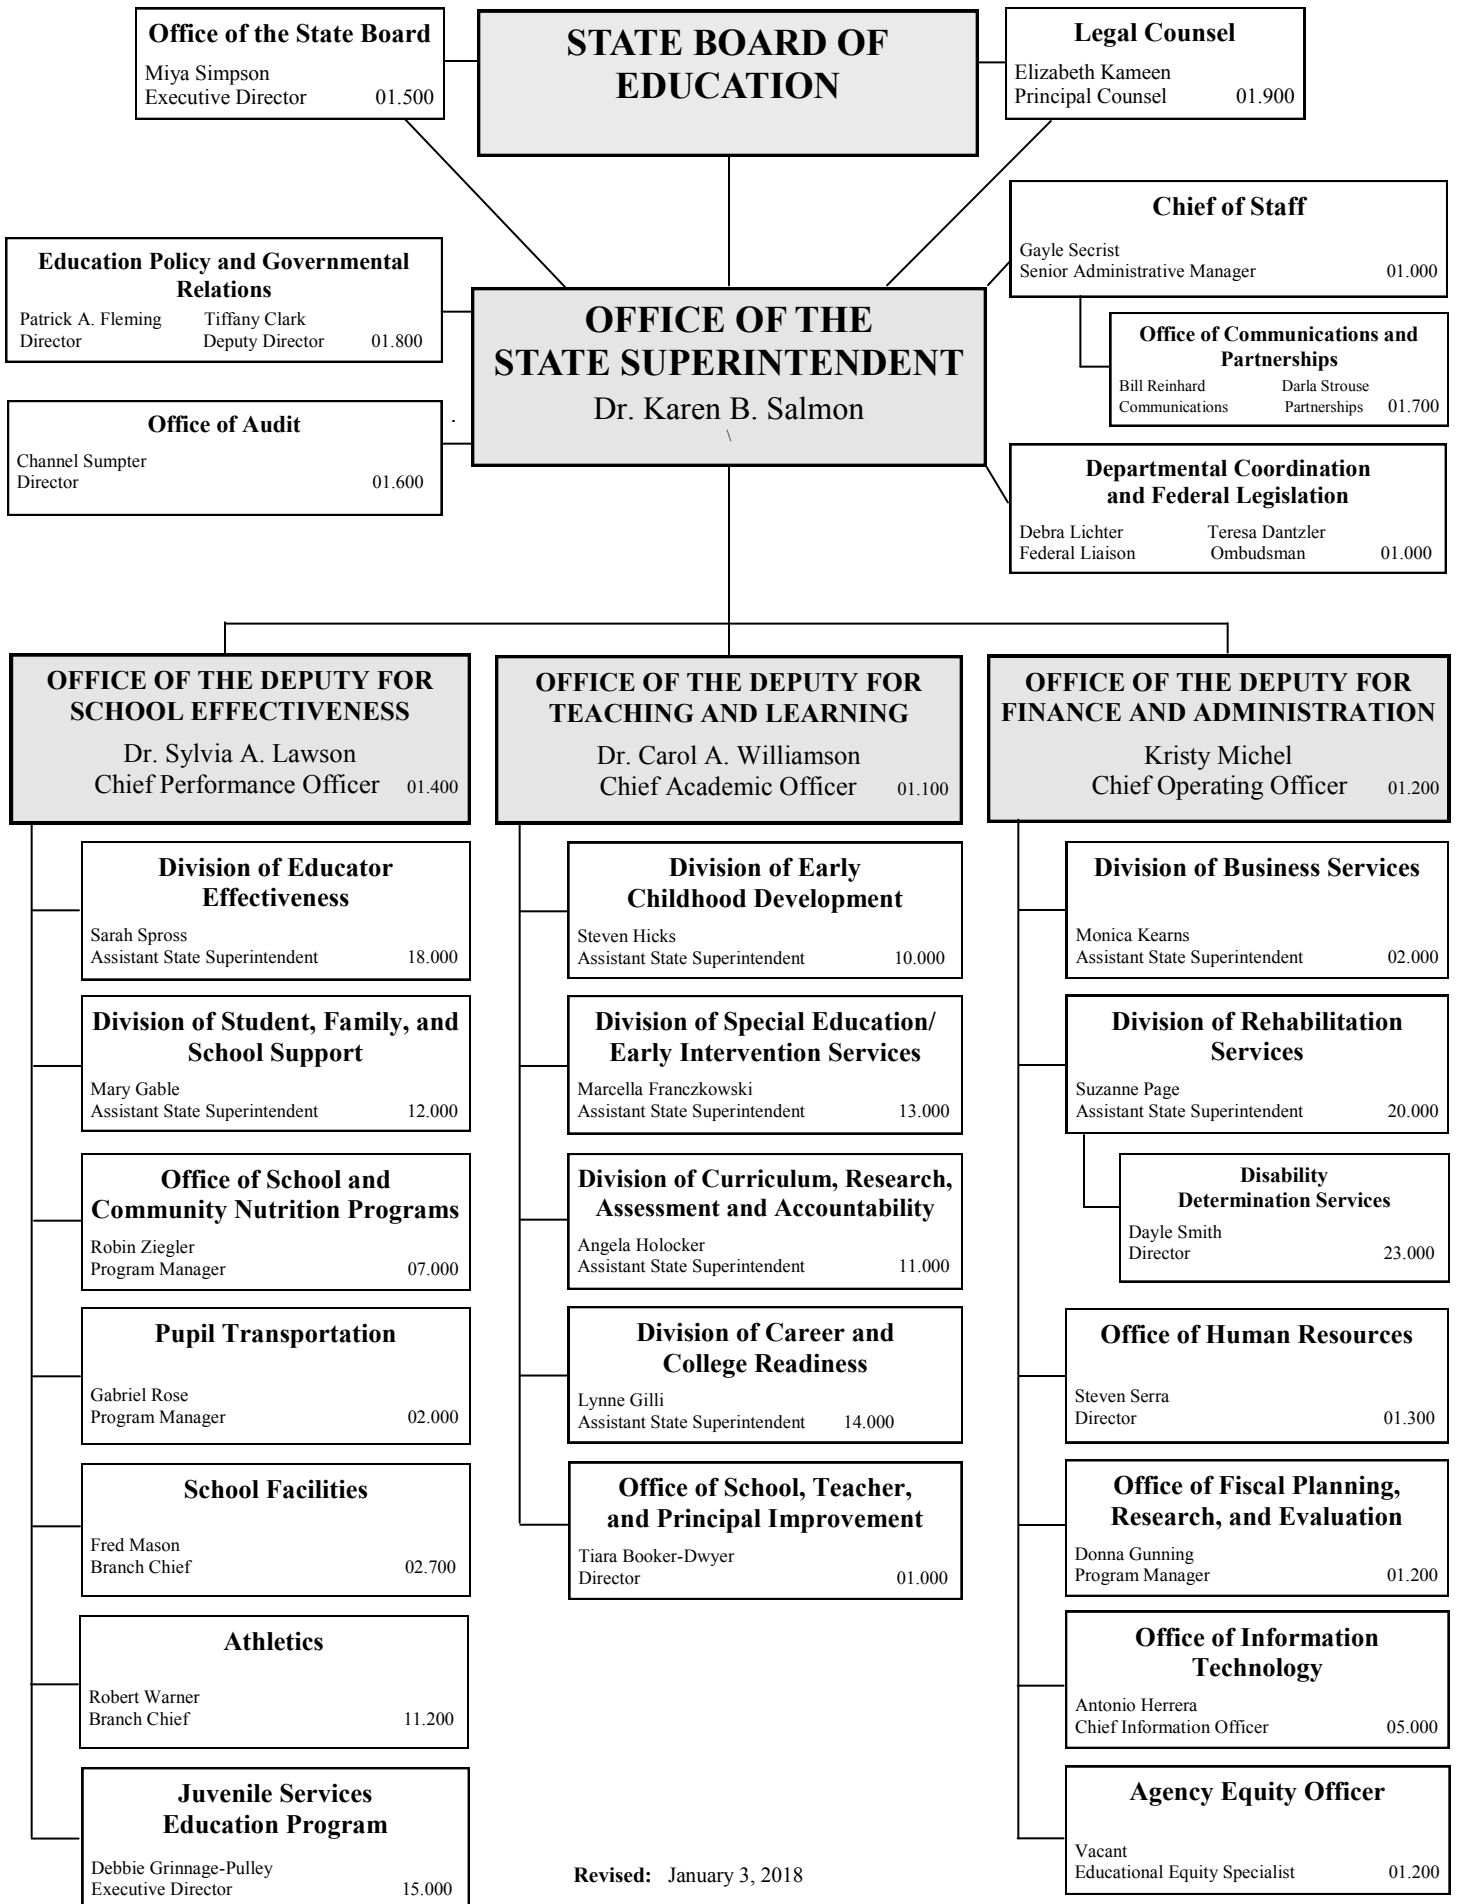 Office of the State Board
Miya Simpson
Executive Director 01.500
STATE BOARD OF
EDUCATION
Legal Counsel
Elizabeth Kameen
Principal Counsel 01.900
Chief of Staff
Gayle Secrist
Senior Administrative Manager 01.000
Education Policy and Governmental
Relations
Patrick A. Fleming Tiffany Clark
Director Deputy Director 01.800
OFFICE OF THE
STATE SUPERINTENDENT
Dr. Karen B. Salmon
\
Office of Communications and
Partnerships
Bill Reinhard Darla Strouse
Communications Partnerships 01.700
Office of Audit
Channel Sumpter
Director 01.600
.
Departmental Coordination
and Federal Legislation
Debra Lichter Teresa Dantzler
Federal Liaison Ombudsman 01.000
OFFICE OF THE DEPUTY FOR
SCHOOL EFFECTIVENESS
Dr. Sylvia A. Lawson
Chief Performance Officer 01.400
Division of Educator
Effectiveness
Sarah Spross
Assistant State Superintendent 18.000
Division of Student, Family, and
School Support
Mary Gable
Assistant State Superintendent 12.000
Office of School and
Community Nutrition Programs
Robin Ziegler
Program Manager 07.000
Pupil Transportation
Gabriel Rose
Program Manager 02.000
School Facilities
Fred Mason
Branch Chief 02.700
Athletics
Robert Warner
Branch Chief 11.200
Juvenile Services
Education Program
Debbie Grinnage-Pulley
Executive Director 15.000
OFFICE OF THE DEPUTY FOR
TEACHING AND LEARNING
Dr. Carol A. Williamson
Chief Academic Officer 01.100
Division of Early
Childhood Development
Steven Hicks
Assistant State Superintendent 10.000
Division of Special Education/
Early Intervention Services
Marcella Franczkowski
Assistant State Superintendent 13.000
Division of Curriculum, Research,
Assessment and Accountability
Angela Holocker
Assistant State Superintendent 11.000
Division of Career and
College Readiness
Lynne Gilli
Assistant State Superintendent 14.000
Office of School, Teacher,
and Principal Improvement
Tiara Booker-Dwyer
Director 01.000
OFFICE OF THE DEPUTY FOR
FINANCE AND ADMINISTRATION
Kristy Michel
Chief Operating Officer 01.200
Division of Business Services
Monica Kearns
Assistant State Superintendent 02.000
Division of Rehabilitation
Services
Suzanne Page
Assistant State Superintendent 20.000
Disability
Determination Services
Dayle Smith
Director 23.000
Office of Human Resources
Steven Serra
Director 01.300
Office of Fiscal Planning,
Research, and Evaluation
Donna Gunning
Program Manager 01.200
Office of Information
Technology
Antonio Herrera
Chief Information Officer 05.000
Agency Equity Officer
Vacant
Educational Equity Specialist 01.200
Revised: January 3, 2018